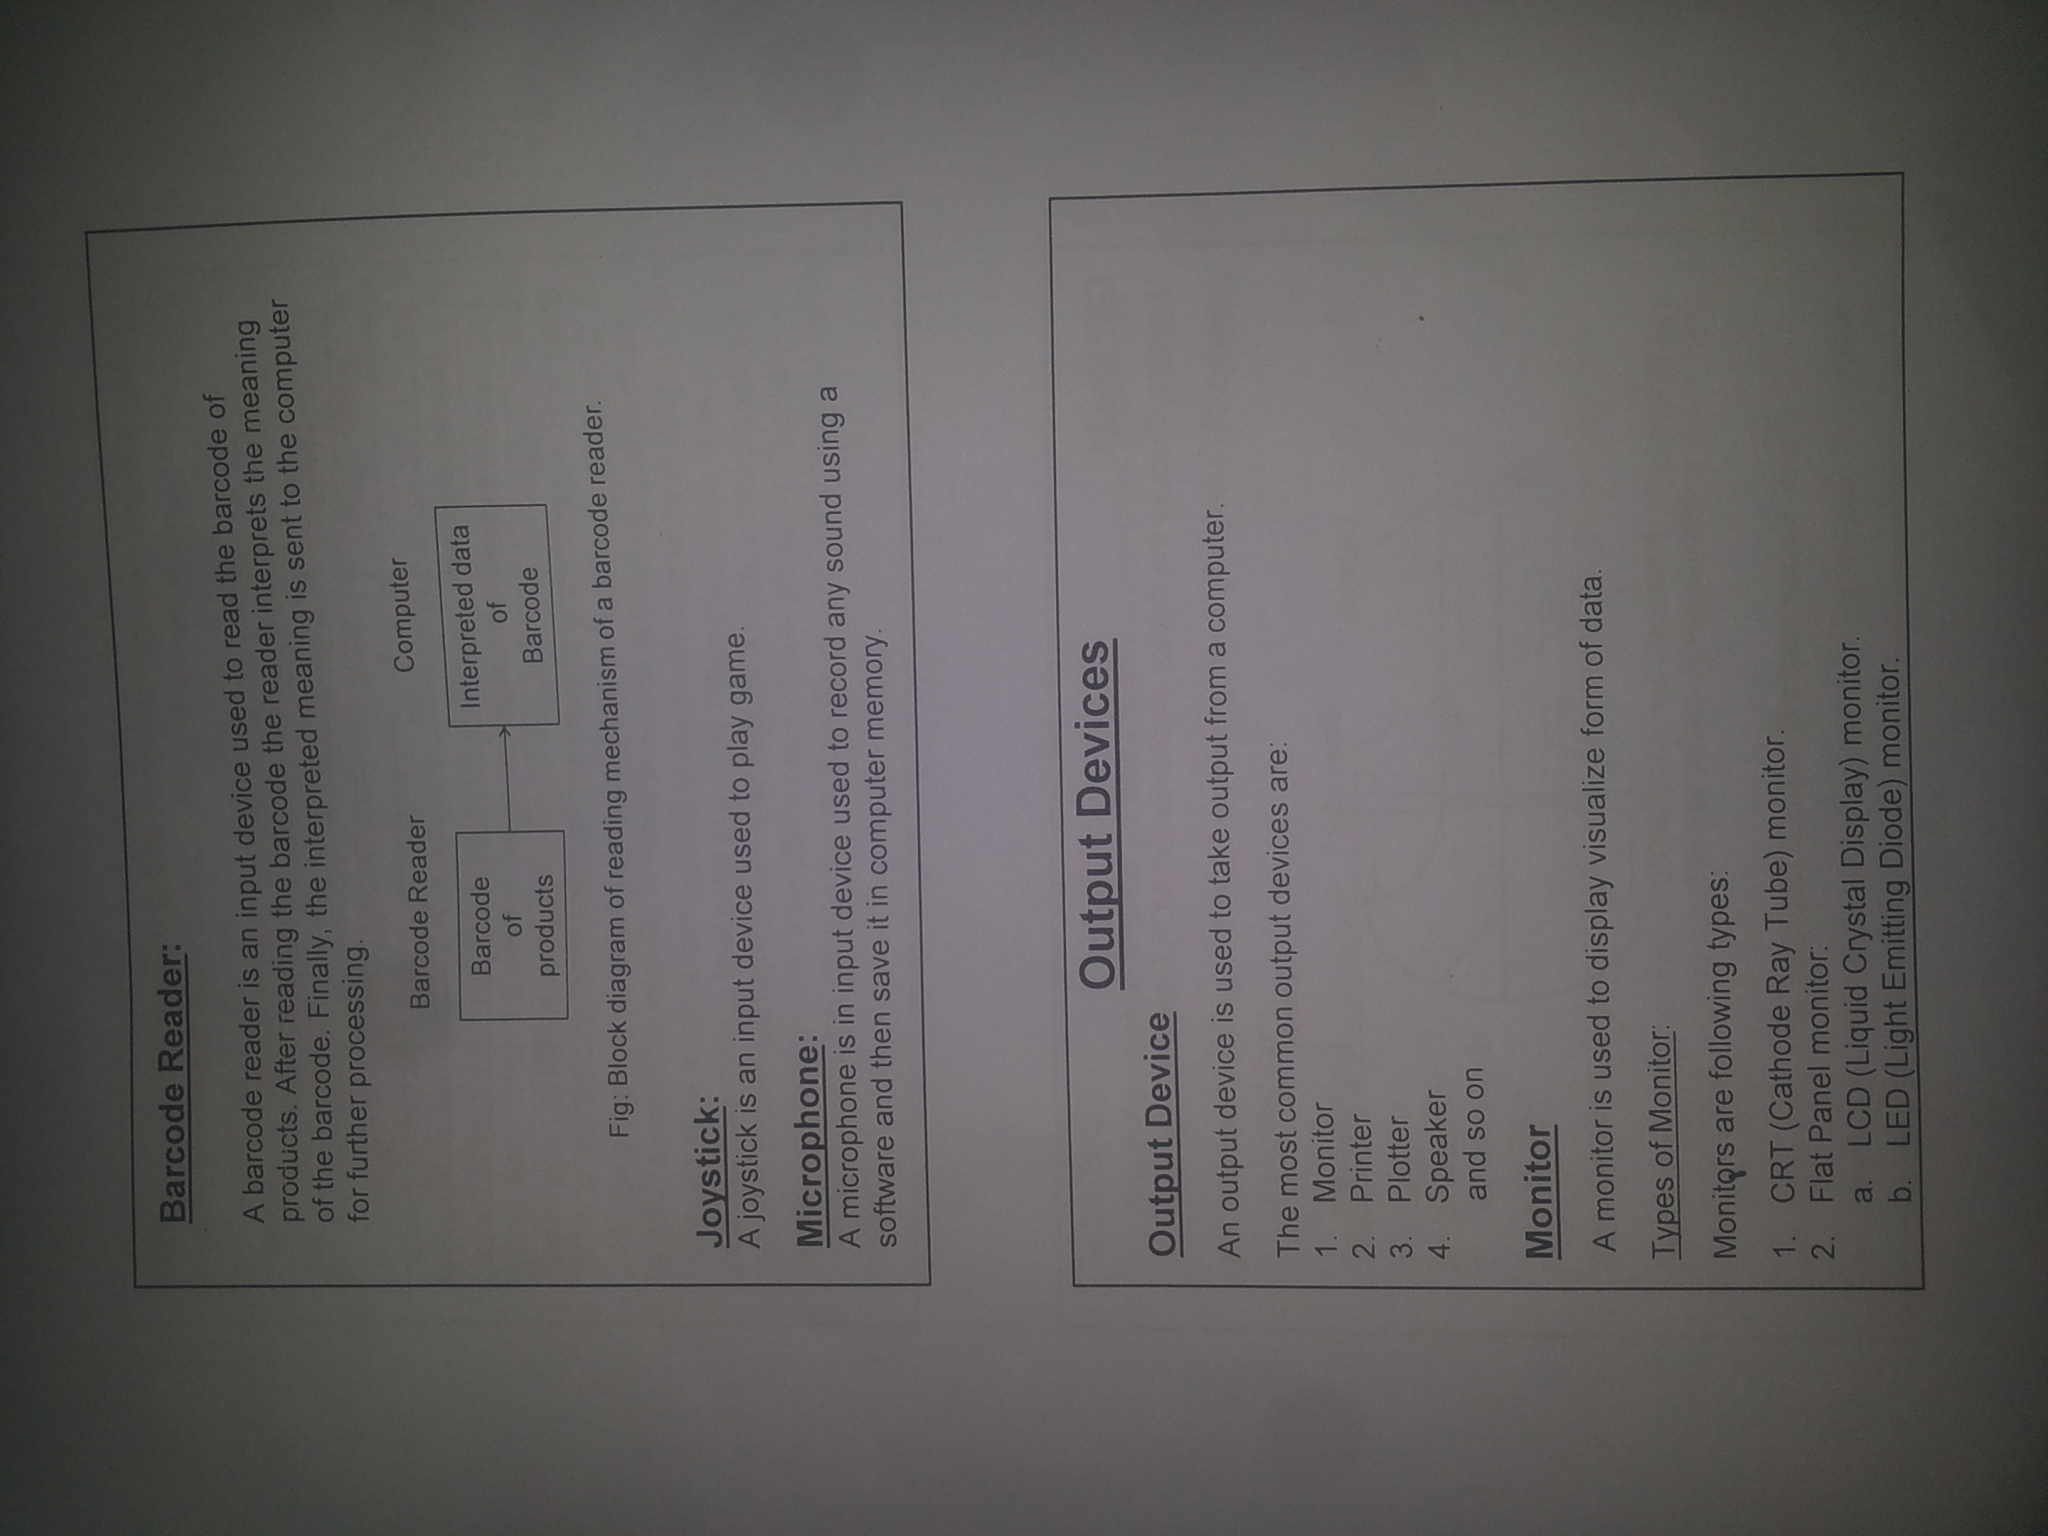 Barcode Reader:
A barcode reader is an input device used to read the barcode of
products. After reading the barcode the reader interprets the meaning
of the barcode. Finally, the interpreted meaning is sent to the computer
for further processing.
Barcode Reader
Computer
Barcode
of
products
Interpreted data
of
Barcode
Fig: Block diagram of reading mechanism of a barcode reader.
Joystick:
A joystick is an input device used to play game.
Microphone:
A microphone is in input device used to record any sound using a
software and then save it in computer memory.
Output Devices
Output Device
An output device is used to take output from a computer.
The most common output devices are:
1. Monitor
2. Printer
3. Plotter
4. Speaker
and so on
Monitor
A monitor is used to display visualize form of data.
Types of Monitor:
Monitors are following types:
1. CRT (Cathode Ray Tube) monitor.
2. Flat Panel monitor:
a. LCD (Liquid Crystal Display) monitor.
b. LED (Light Emitting Diode) monitor.